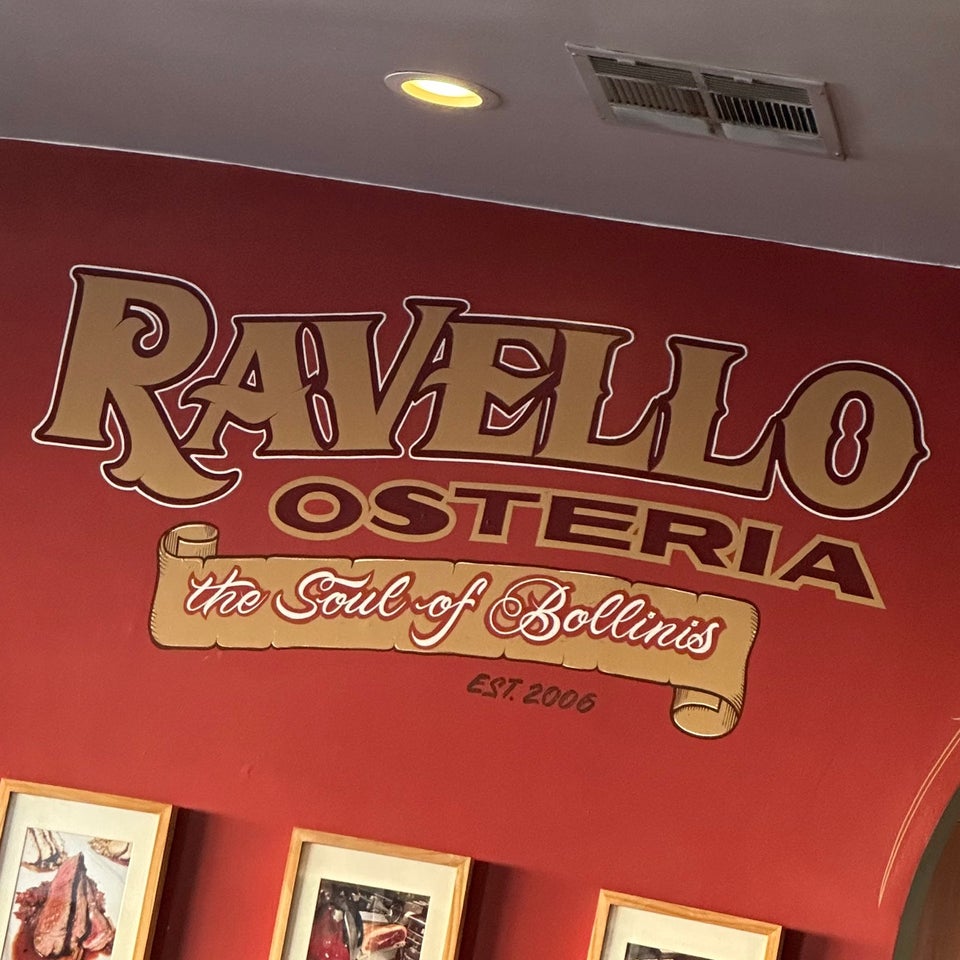 RAVELLO
OSTERIA
the Soul of Bollinis
EST. 2006